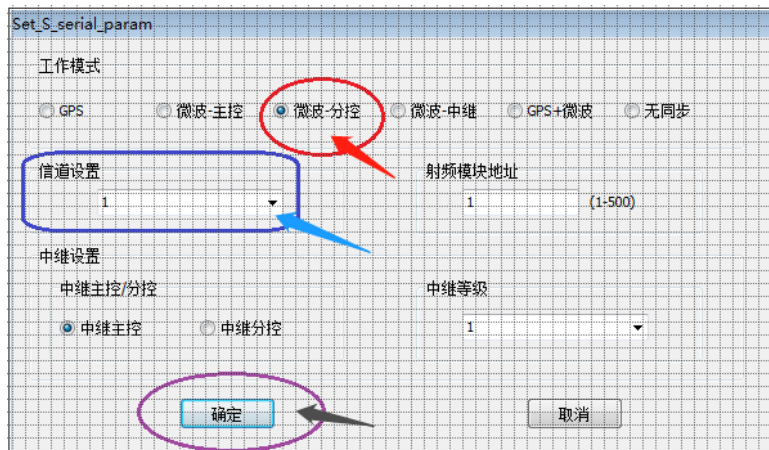 Set_S_serial_param
工作模式
GPS 微波-主控 微波-分控 微波-中继 GPS+微波 无同步
信道设置 射频模块地址
1 1 (1-500)
中继设置
中继主控/分控 中继等级
中继主控 中继分控 1
确定 取消